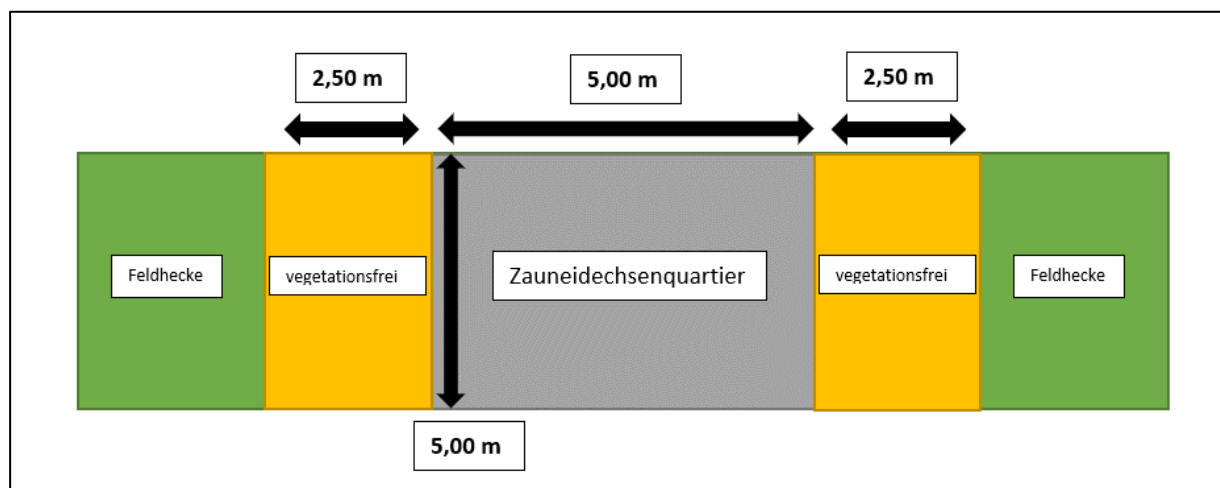 2,50 m
5,00 m
2,50 m
Feldhecke
vegetationsfrei
Zauneidechsenquartier
vegetationsfrei
Feldhecke
5,00 m